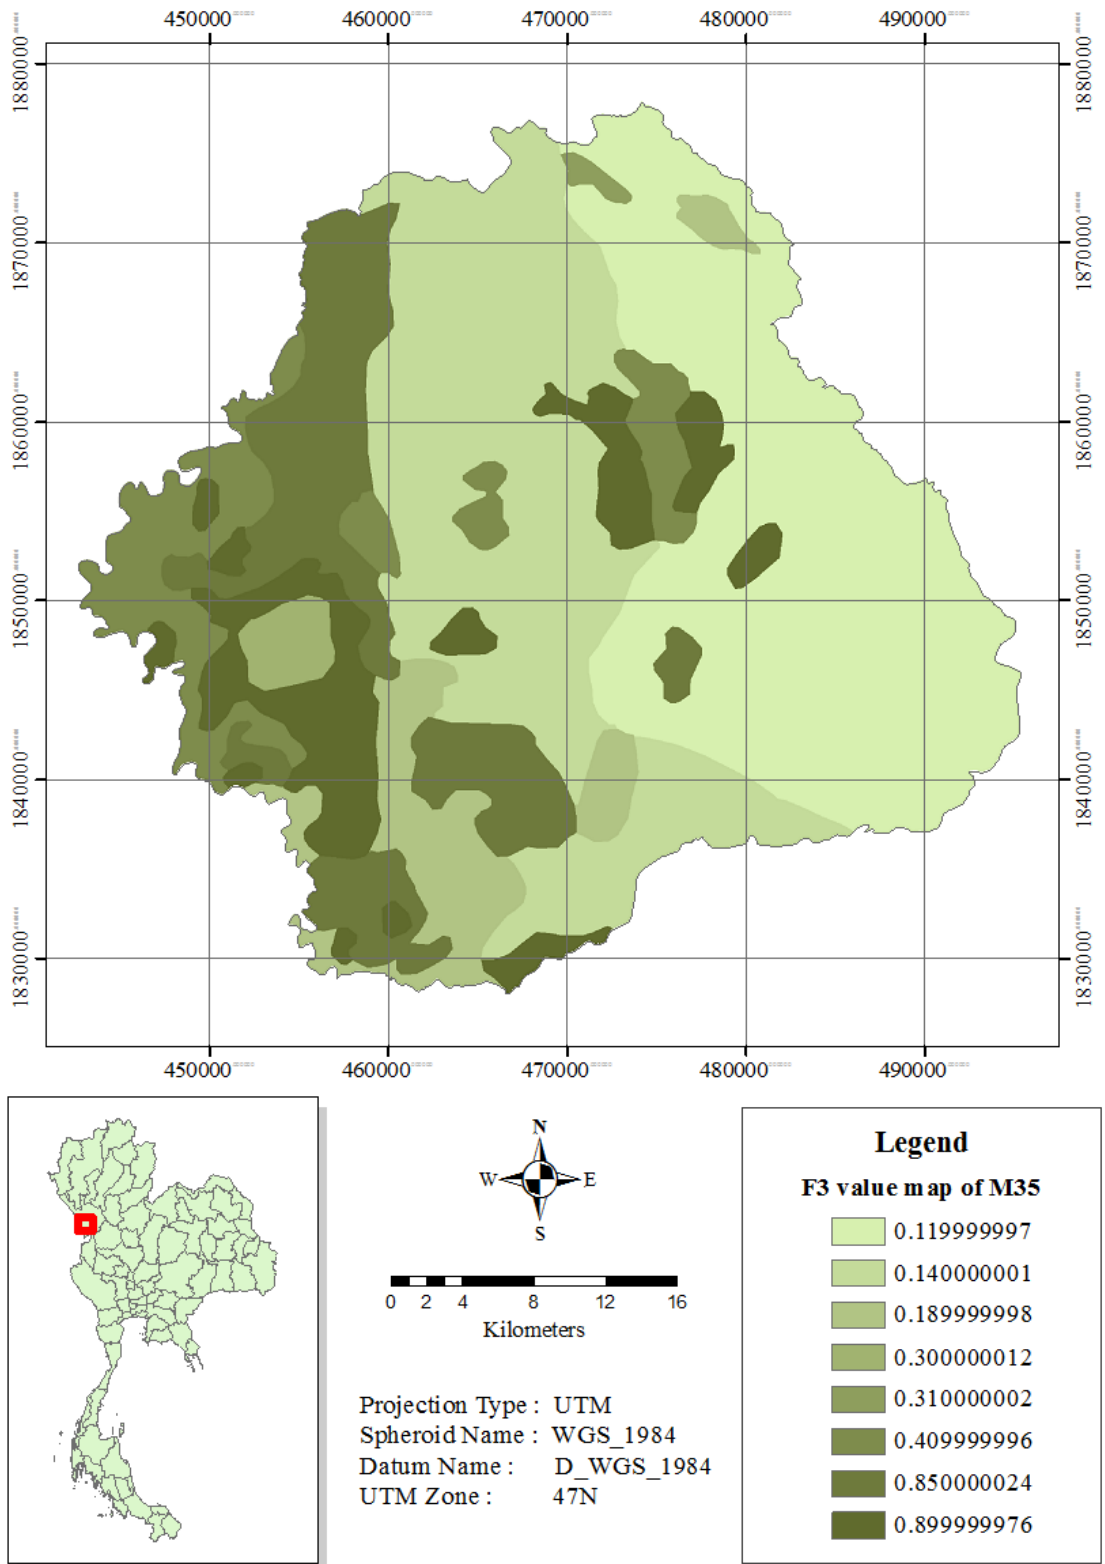 450000 460000 470000 480000 490000
1880000 1880000
1870000 1870000
1860000 1860000
1850000 1850000
1840000 1840000
1830000 1830000
450000 460000 470000 480000 490000
N
W E
S
0 2 4 8 12 16
Kilometers
Projection Type : UTM
Spheroid Name : WGS_1984
Datum Name : D_WGS_1984
UTM Zone : 47N
Legend
F3 value map of M35
0.119999997
0.140000001
0.189999998
0.300000012
0.310000002
0.409999996
0.850000024
0.899999976